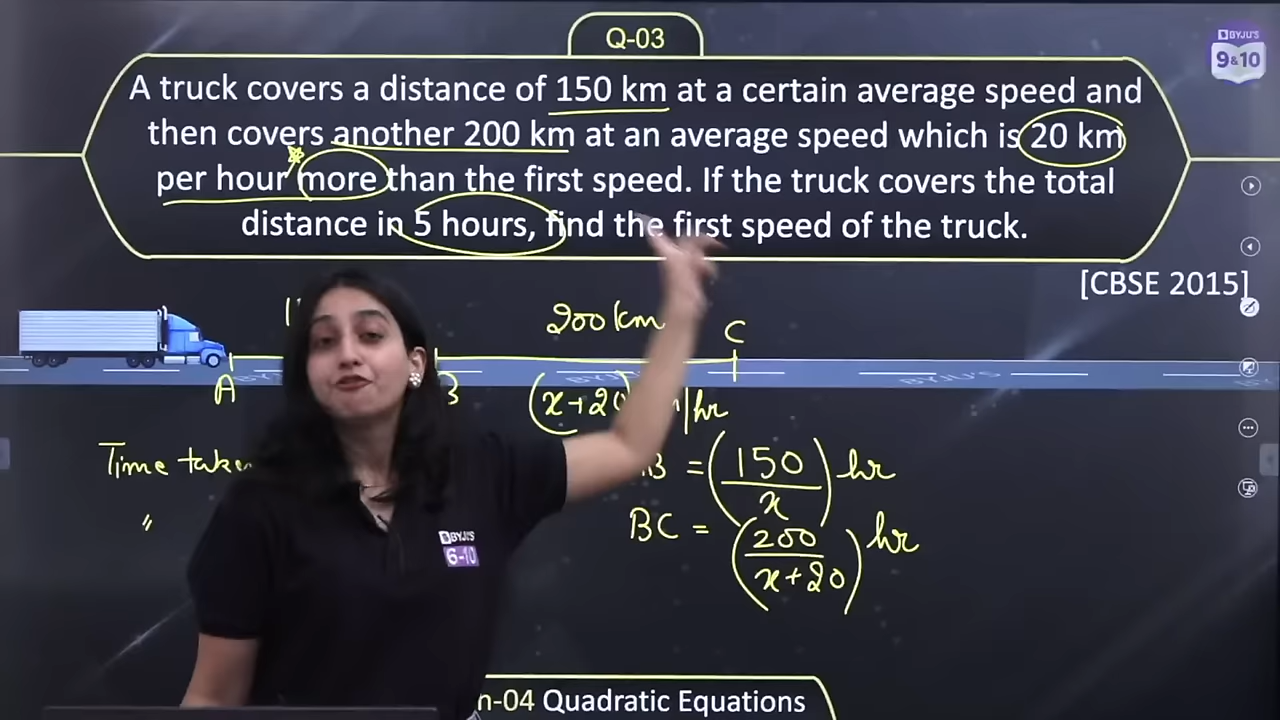 Q-03
BYJU'S
9&10
A truck covers a distance of 150 km at a certain average speed and
then covers another 200 km at an average speed which is 20 km
per hour more than the first speed. If the truck covers the total
distance in 5 hours, find the first speed of the truck.
[CBSE 2015]
200 km
C
A
(x+20) /hr
Time taken
= (150/x) hr
"
BC = (200/x+20) hr
BYJU'S
6-10
n-04 Quadratic Equations